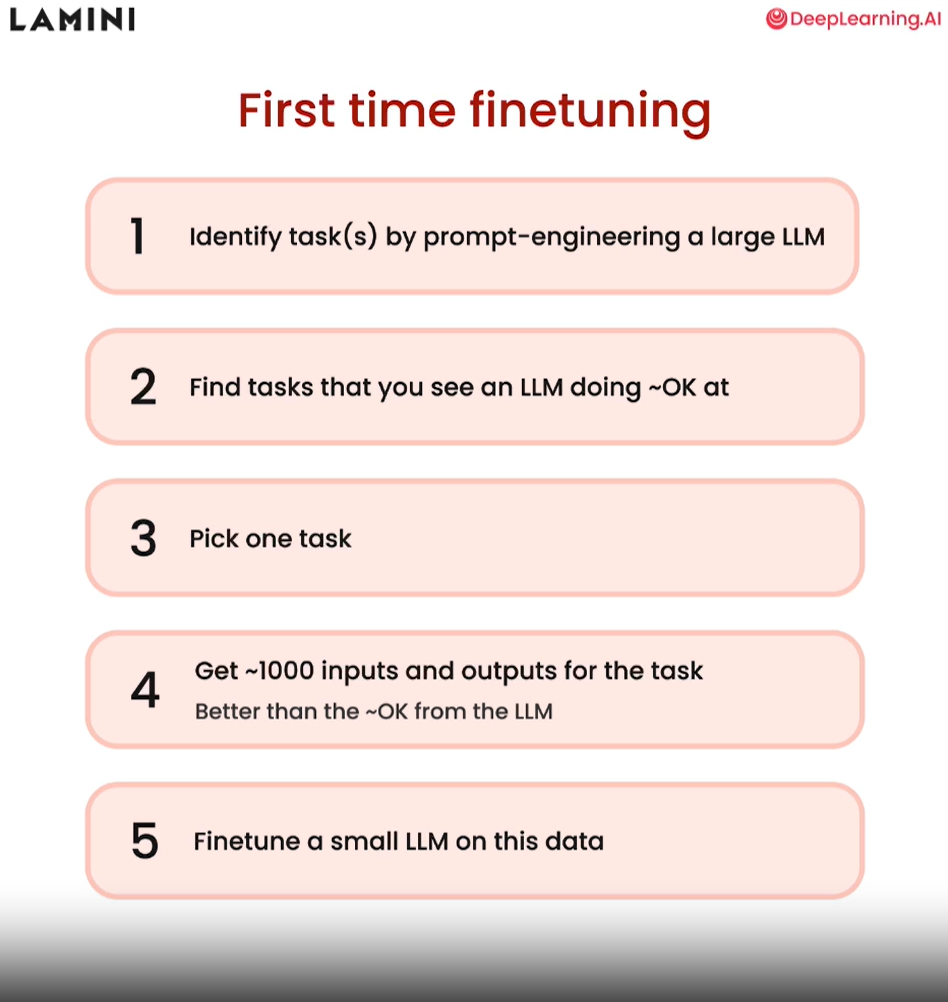 LAMINI
DeepLearning.AI
First time finetuning
1 Identify task(s) by prompt-engineering a large LLM
2 Find tasks that you see an LLM doing ~OK at
3 Pick one task
4 Get ~1000 inputs and outputs for the task
Better than the ~OK from the LLM
5 Finetune a small LLM on this data